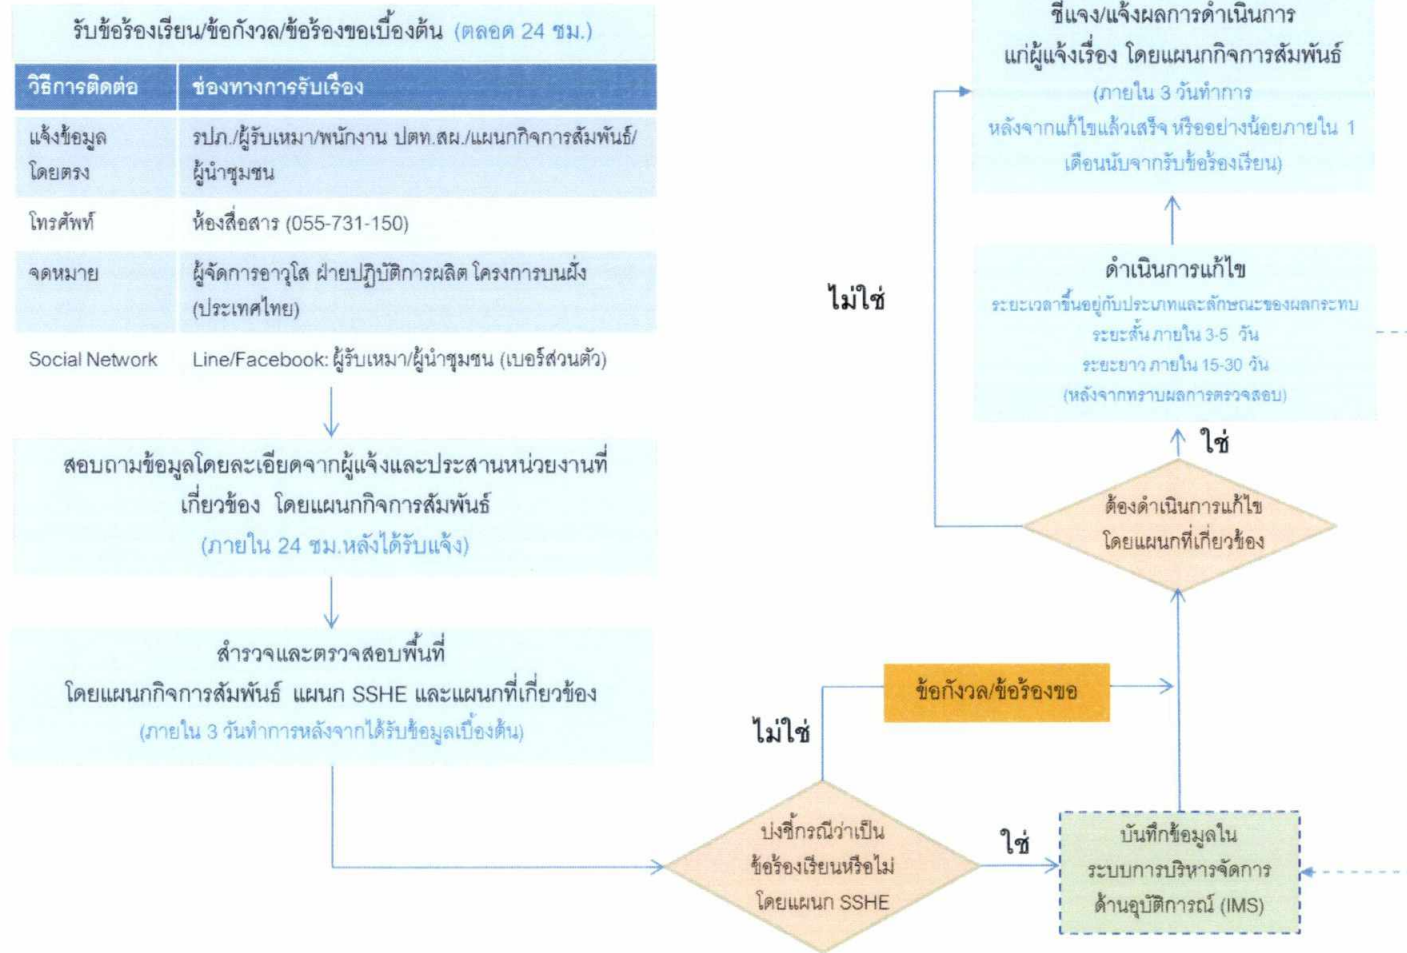 รับข้อร้องเรียน/ข้อกังวล/ข้อร้องขอเบื้องต้น (ตลอด 24 ชม.)
วิธีการติดต่อ ช่องทางการรับเรื่อง
แจ้งข้อมูล
โดยตรง
รปภ./ผู้รับเหมา/พนักงาน ปตท.สผ./แผนกกิจการสัมพันธ์/
ผู้นำชุมชน
โทรศัพท์ ห้องสื่อสาร (055-731-150)
จดหมาย ผู้จัดการอาวุโส ฝ่ายปฏิบัติการผลิต โครงการบนฝั่ง
(ประเทศไทย)
Social Network Line/Facebook: ผู้รับเหมา/ผู้นำชุมชน (เบอร์ส่วนตัว)
สอบถามข้อมูลโดยละเอียดจากผู้แจ้งและประสานหน่วยงานที่
เกี่ยวข้อง โดยแผนกกิจการสัมพันธ์
(ภายใน 24 ชม.หลังได้รับแจ้ง)
สำรวจและตรวจสอบพื้นที่
โดยแผนกกิจการสัมพันธ์ แผนก SSHE และแผนกที่เกี่ยวข้อง
(ภายใน 3 วันทำการหลังจากได้รับข้อมูลเบื้องต้น)
บ่งชี้กรณีว่าเป็น
ข้อร้องเรียนหรือไม่
โดยแผนก SSHE
ไม่ใช่
ข้อกังวล/ข้อร้องขอ
ใช่
บันทึกข้อมูลใน
ระบบการบริหารจัดการ
ด้านอุบัติการณ์ (IMS)
ต้องดำเนินการแก้ไข
โดยแผนกที่เกี่ยวข้อง
ไม่ใช่
ใช่
ดำเนินการแก้ไข
ระยะเวลาขึ้นอยู่กับประเภทและลักษณะของผลกระทบ
ระยะสั้น ภายใน 3-5 วัน
ระยะยาว ภายใน 15-30 วัน
(หลังจากทราบผลการตรวจสอบ)
ชี้แจง/แจ้งผลการดำเนินการ
แก่ผู้แจ้งเรื่อง โดยแผนกกิจการสัมพันธ์
(ภายใน 3 วันทำการ
หลังจากแก้ไขแล้วเสร็จ หรืออย่างน้อยภายใน 1
เดือนนับจากรับข้อร้องเรียน)